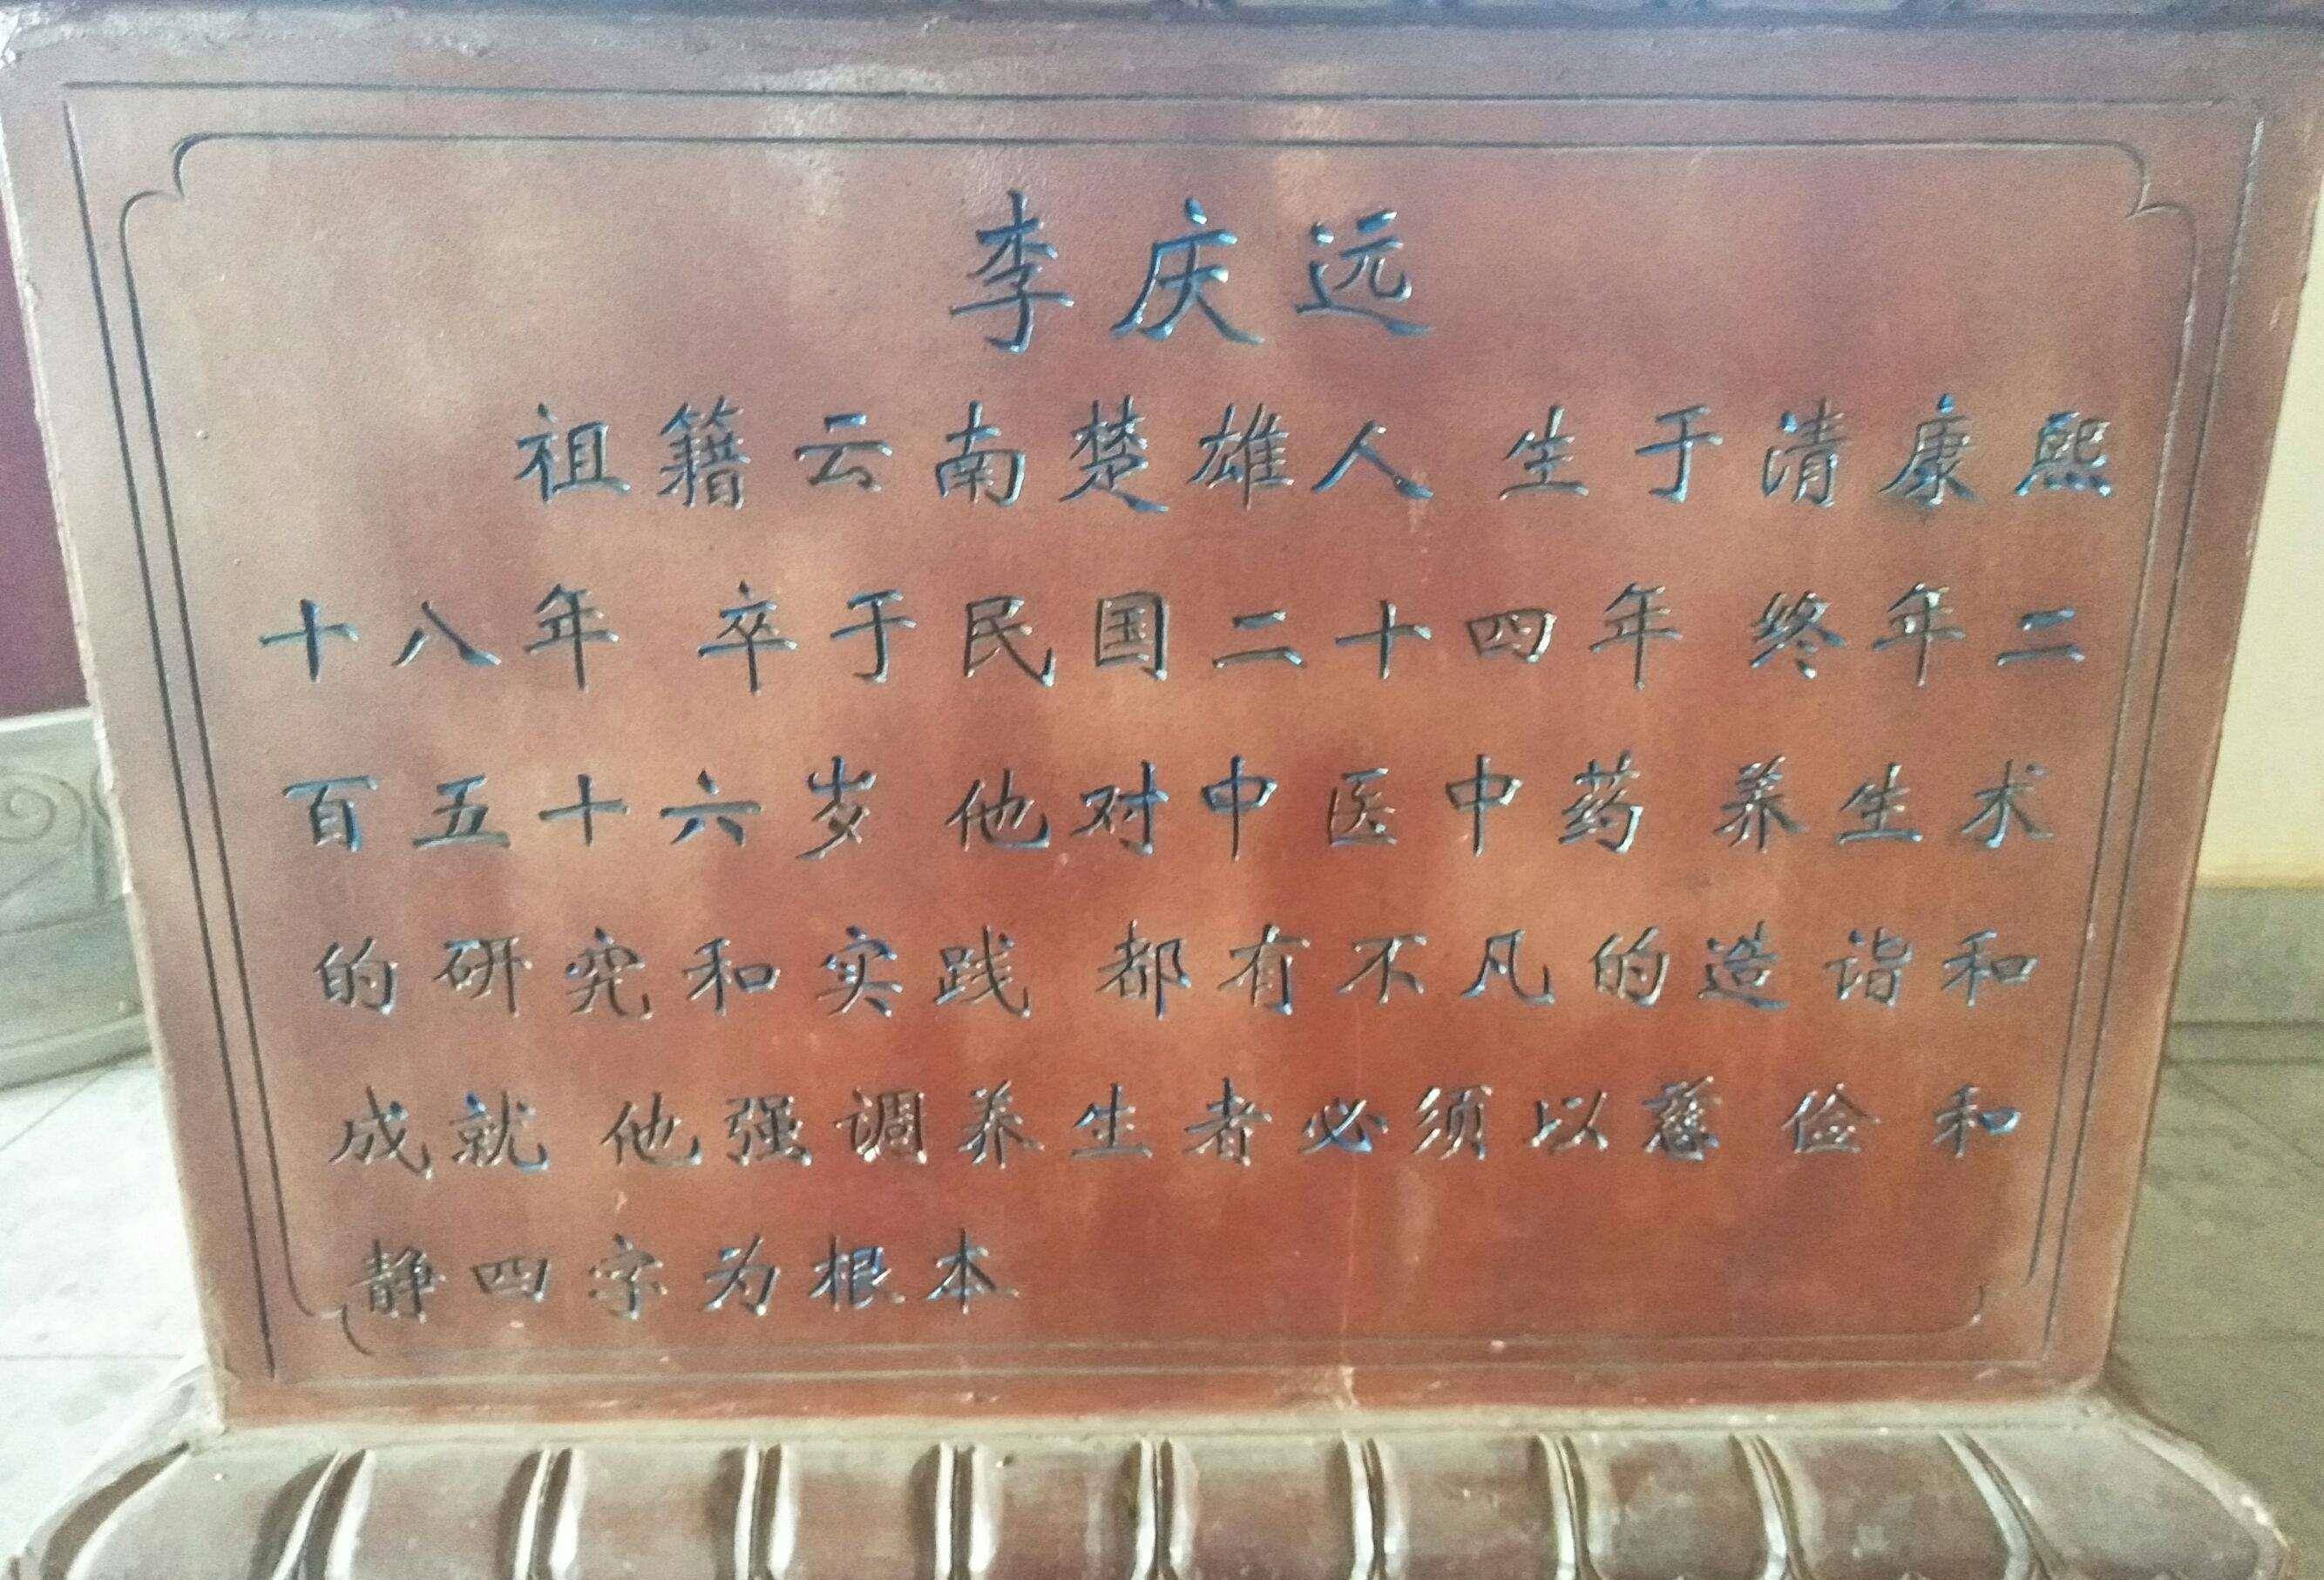 李庆远
祖籍云南楚雄人 生于清康熙
十八年 卒于民国二十四年 终年二
百五十六岁 他对中医中药 养生术
的研究和实践 都有不凡的造诣和
成就 他强调养生者必须以慈 俭 和
静四字为根本